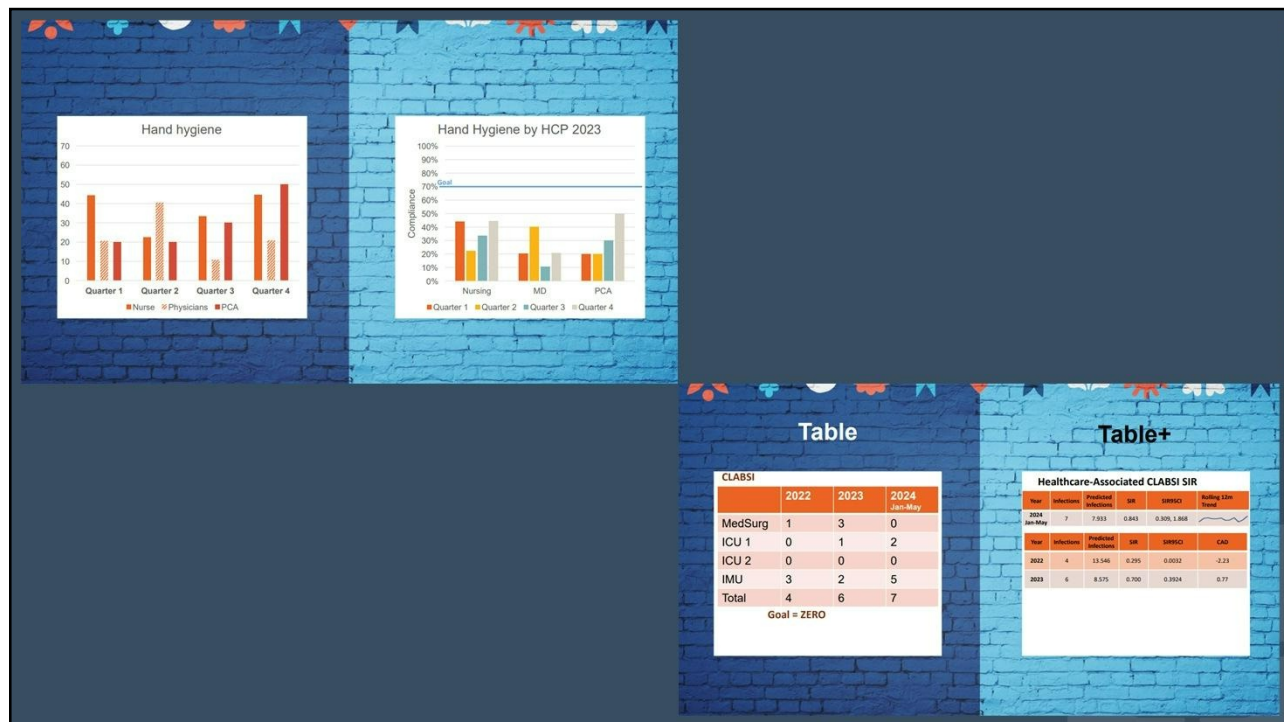 Hand hygiene
70
60
50
40
30
20
10
0
Quarter 1 Quarter 2 Quarter 3 Quarter 4
Nurse Physicians PCA
Hand Hygiene by HCP 2023
100%
90%
80%
70%
Goal
60%
50%
40%
30%
20%
10%
0%
Compliance
Nursing MD PCA
Quarter 1 Quarter 2 Quarter 3 Quarter 4
Table
CLABSI
2022 2023 2024
Jan-May
MedSurg 1 3 0
ICU 1 0 1 2
ICU 2 0 0 0
IMU 3 2 5
Total 4 6 7
Goal = ZERO
Table+
Healthcare-Associated CLABSI SIR
Year Infections Predicted Infections SIR SIR95CI Rolling 12m Trend
2024 Jan-May 7 7.933 0.843 0.309, 1.868
Year Infections Predicted Infections SIR SIR95CI CAD
2022 4 13.546 0.295 0.0032 -2.23
2023 6 8.575 0.700 0.3924 0.77